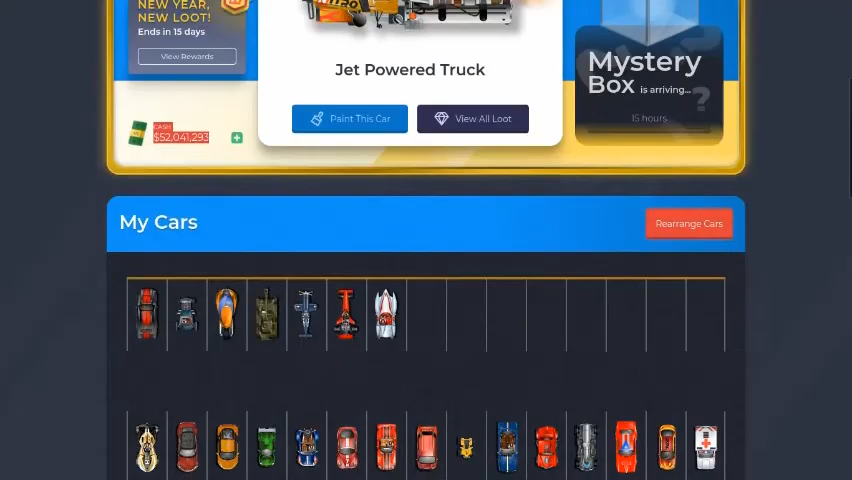 NEW YEAR,
NEW LOOT!
Ends in 15 days
View Rewards
CASH
$52,041,293
Jet Powered Truck
Paint This Car
View All Loot
Mystery
Box is arriving...
?
15 hours
My Cars
Rearrange Cars